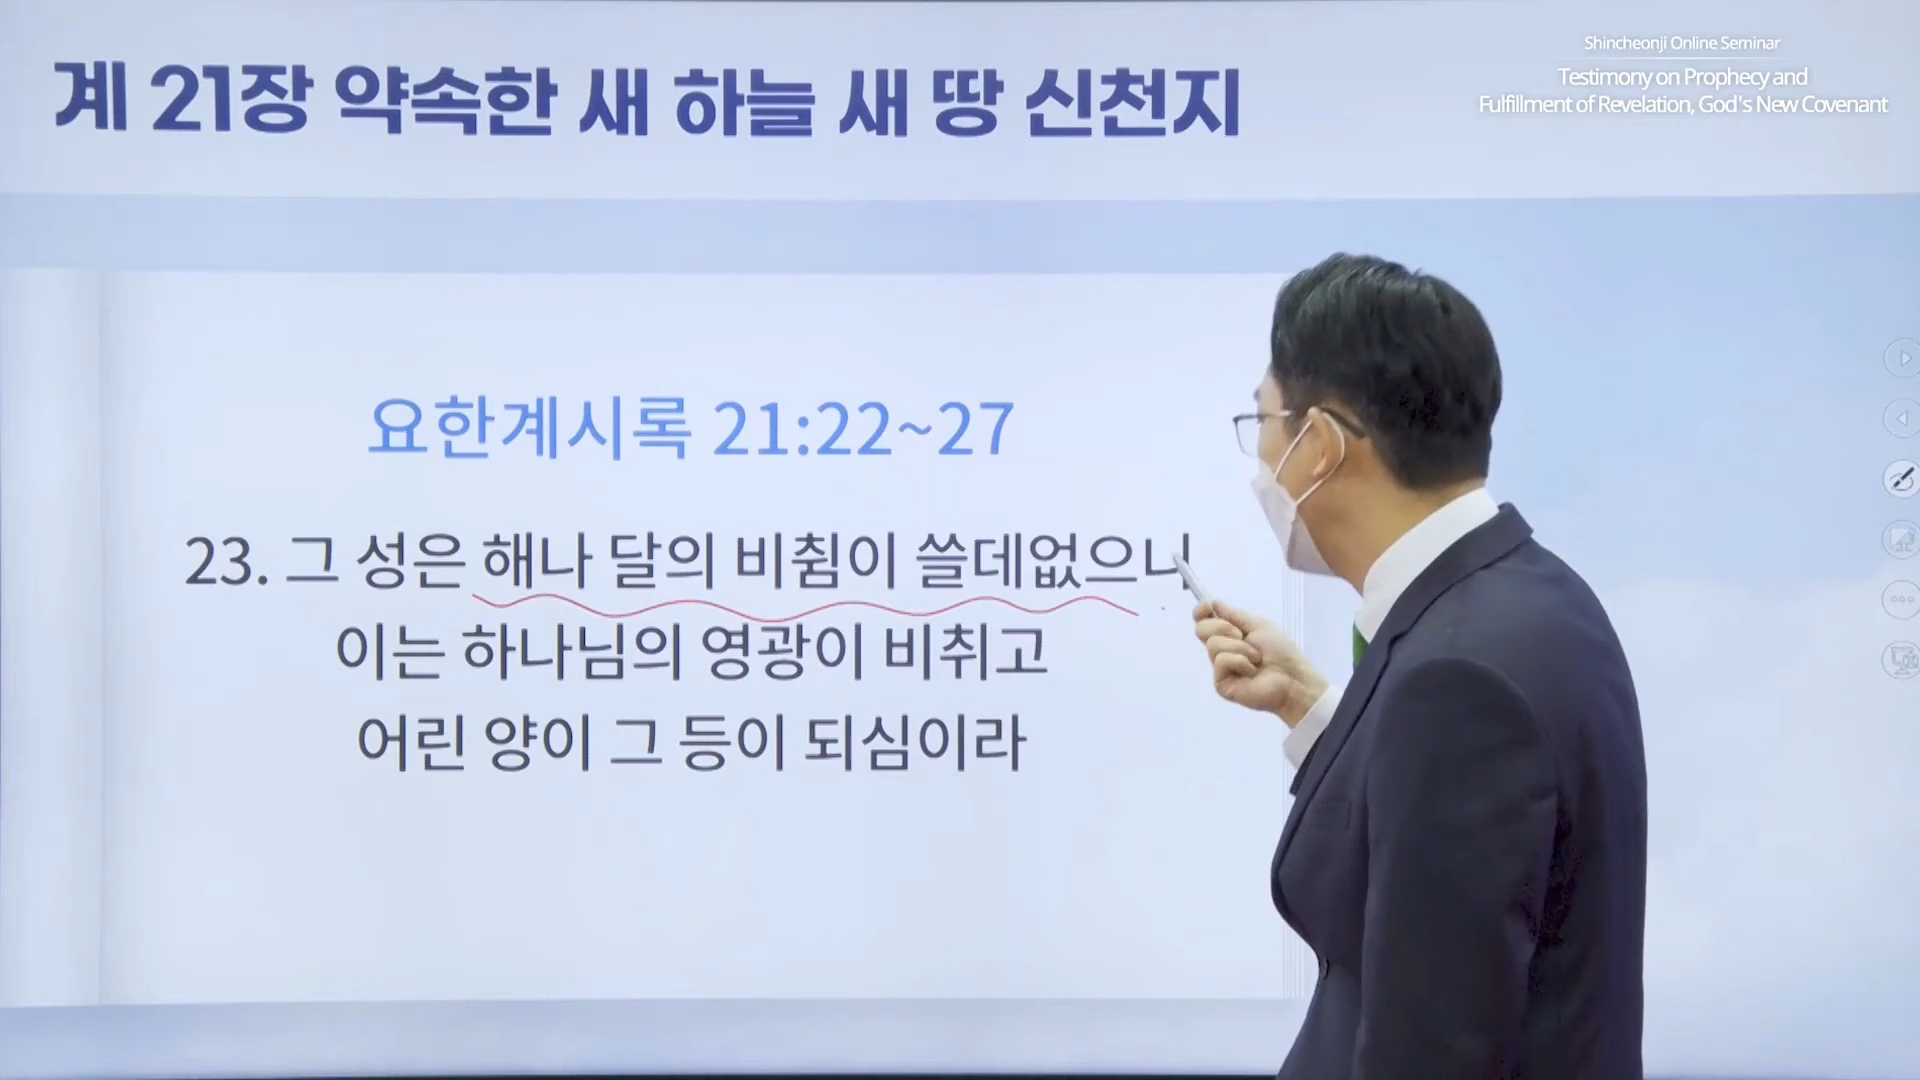 계 21장 약속한 새 하늘 새 땅 신천지
Shincheonji Online Seminar
Testimony on Prophecy and
Fulfillment of Revelation, God's New Covenant
요한계시록 21:22~27
23. 그 성은 해나 달의 비췸이 쓸데없으니
이는 하나님의 영광이 비취고
어린 양이 그 등이 되심이라